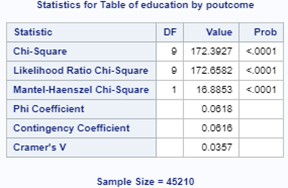 Statistics for Table of education by poutcome
Statistic DF Value Prob
Chi-Square 9 172.3927 <.0001
Likelihood Ratio Chi-Square 9 172.6582 <.0001
Mantel-Haenszel Chi-Square 1 16.8853 <.0001
Phi Coefficient 0.0618
Contingency Coefficient 0.0616
Cramer's V 0.0357
Sample Size = 45210